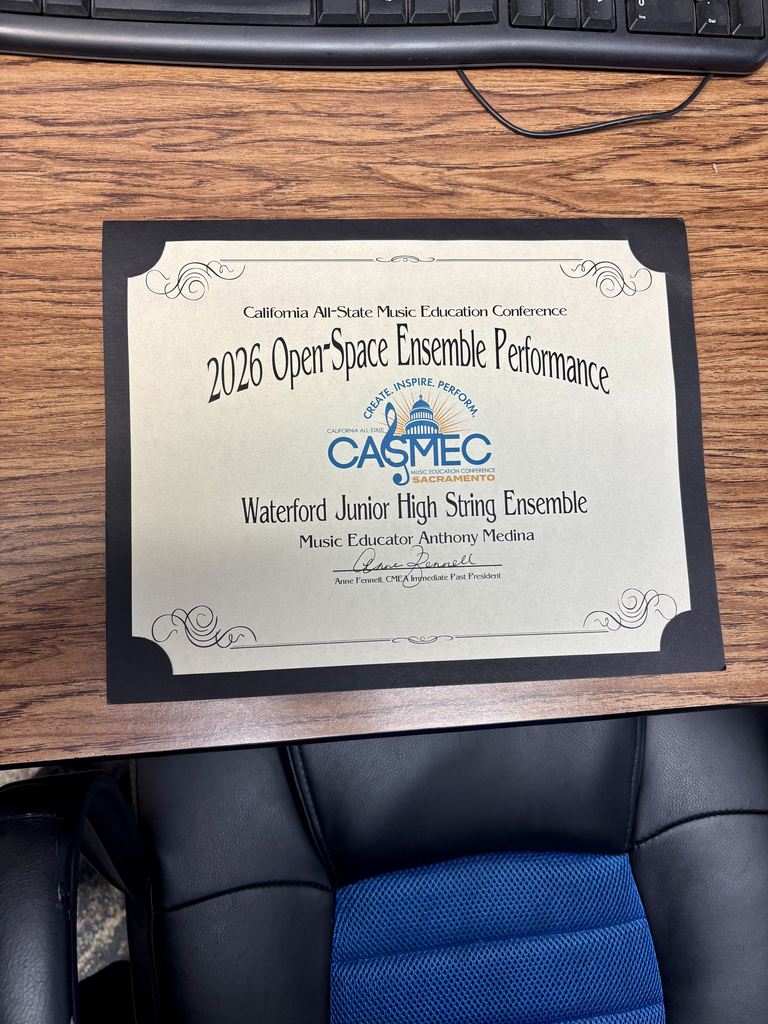 California All-State Music Education Conference
2026 Open-Space Ensemble Performance
CREATE. INSPIRE. PERFORM.
CALIFORNIA ALL-STATE
CASMEC
MUSIC EDUCATION CONFERENCE
SACRAMENTO
Waterford Junior High String Ensemble
Music Educator Anthony Medina
Anne Fennell
Anne Fennell, CMEA Immediate Past President